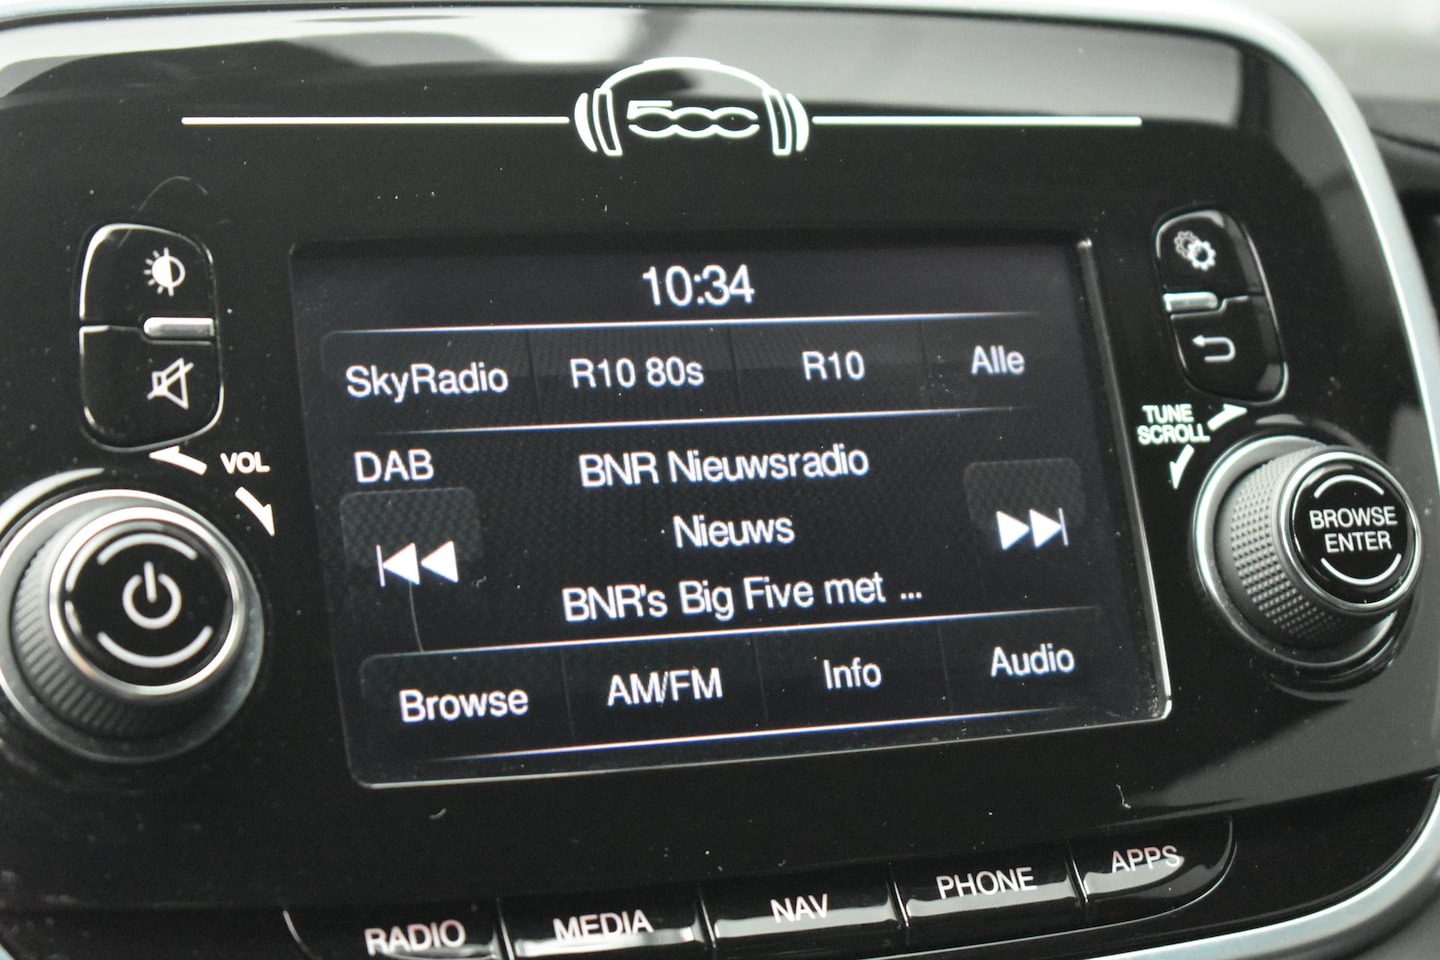 500
10:34
SkyRadio R10 80s R10 Alle
DAB BNR Nieuwsradio
Nieuws
BNR's Big Five met ...
Browse AM/FM Info Audio
VOL
TUNE
SCROLL
BROWSE
ENTER
RADIO MEDIA NAV PHONE APPS